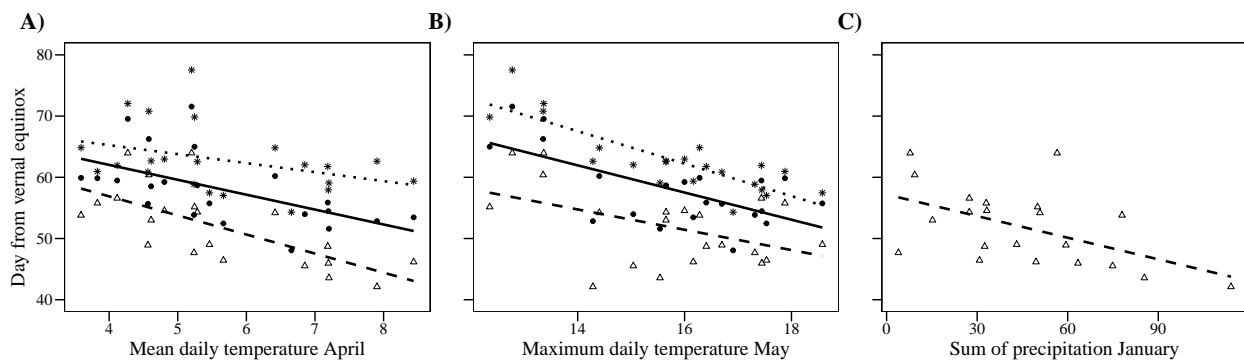 A)
B)
C)
Day from vernal equinox
80
70
60
50
40
4 5 6 7 8
14 16 18
0 30 60 90
Mean daily temperature April
Maximum daily temperature May
Sum of precipitation January